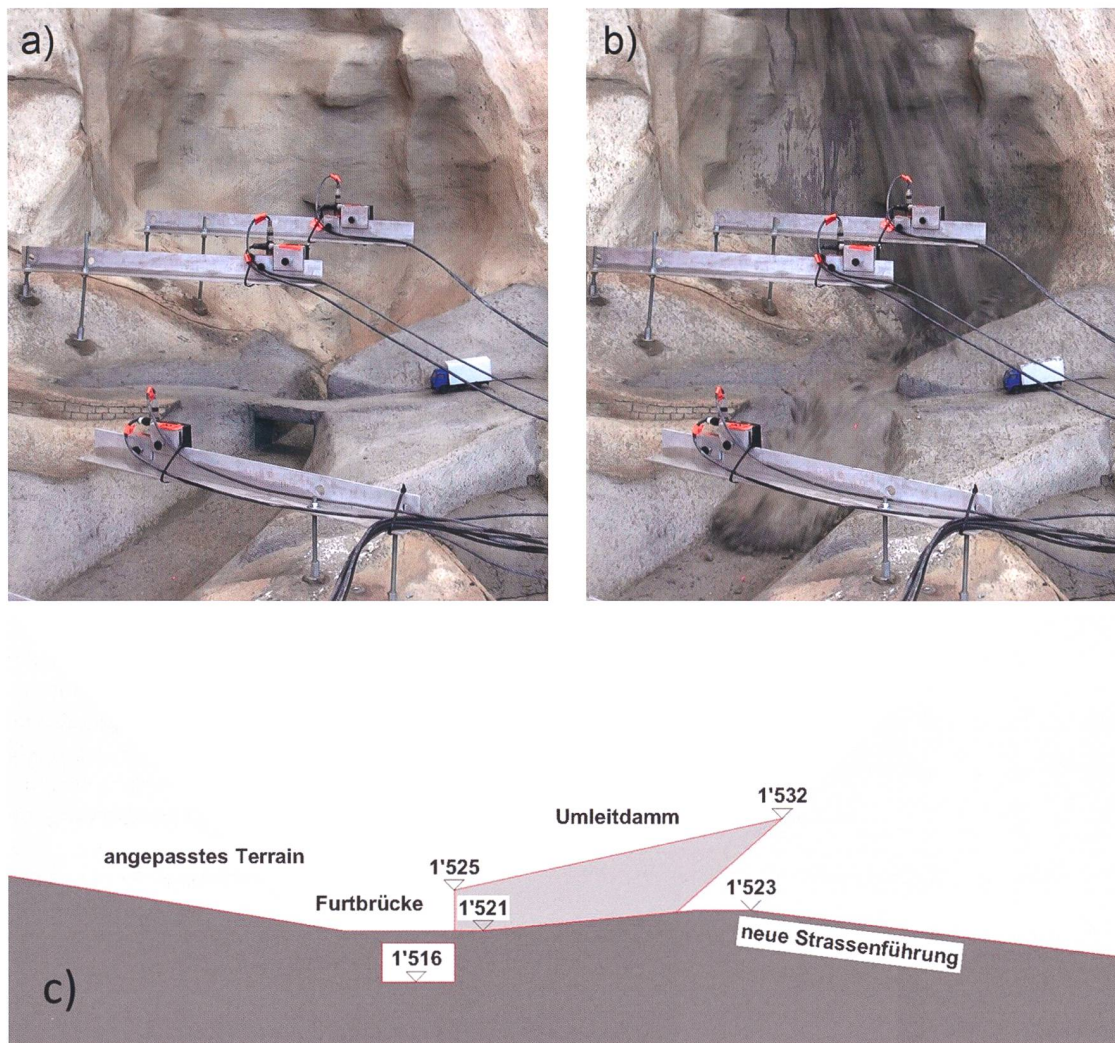 a)
b)
1'532
Umleitdamm
angepasstes Terrain
1'525
Furtbrücke
1'521
1'523
neue Strassenführung
1'516
c)